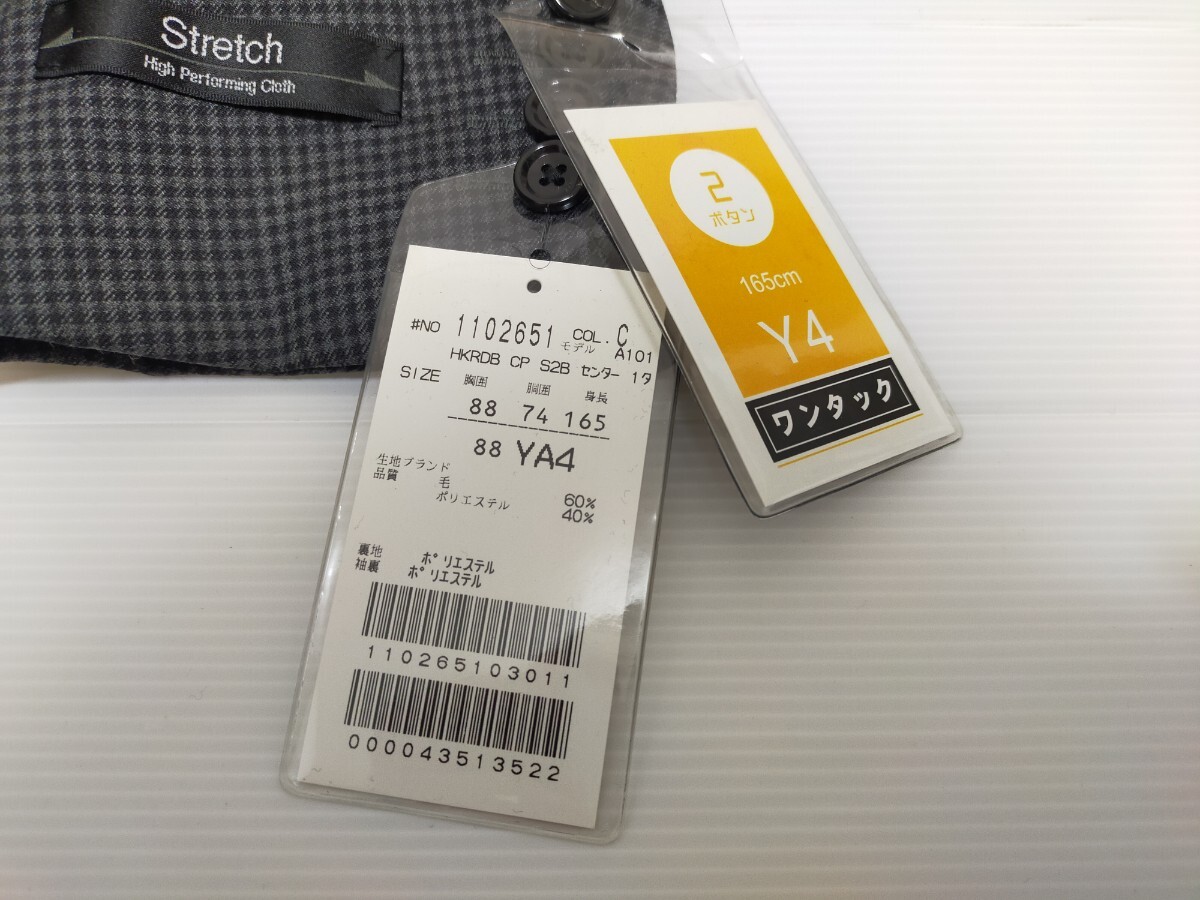 Stretch
High Performing Cloth
2
ボタン
165cm
Y4
ワンタック
#NO 1102651 COL. C
モデル A101
HKRDB CP S2B センター 1タ
SIZE 胸囲 胴囲 身長
88 74 165
88 YA4
生地ブランド
品質 毛 60%
ポリエステル 40%
裏地 ポリエステル
袖裏 ポリエステル
110265103011
0000043513522